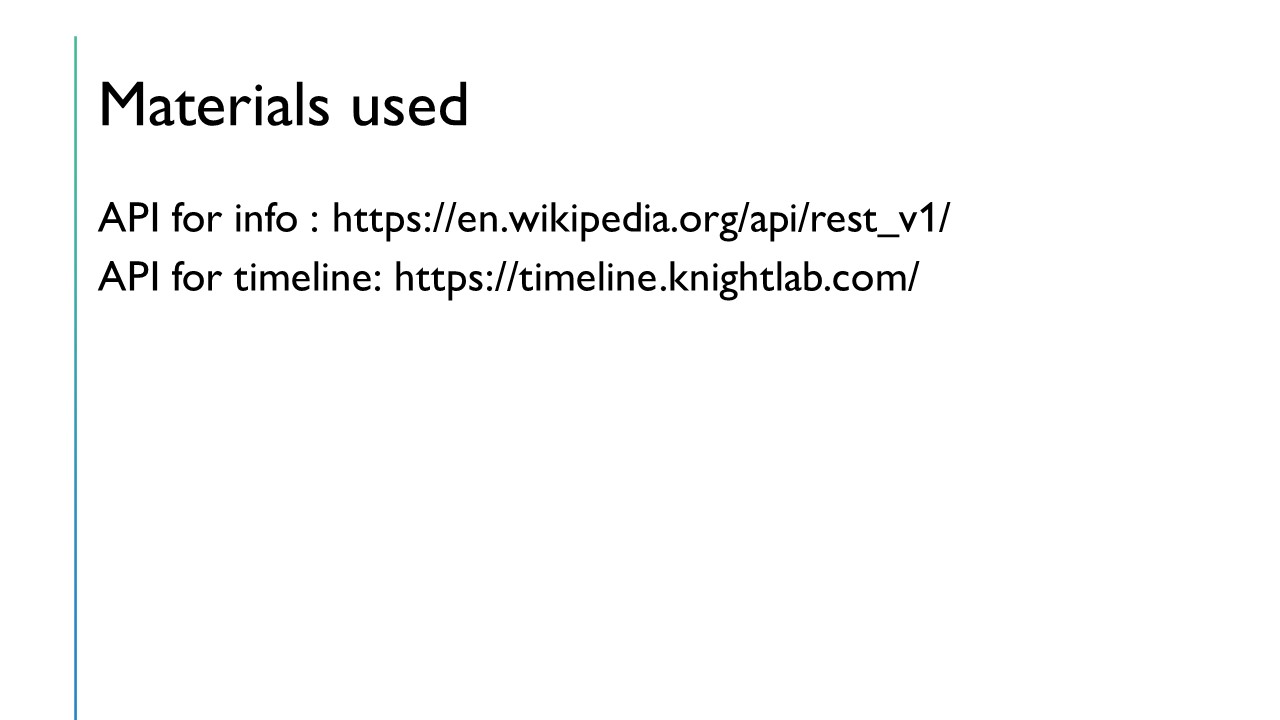 Materials used
API for info : https://en.wikipedia.org/api/rest_v1/
API for timeline: https://timeline.knightlab.com/